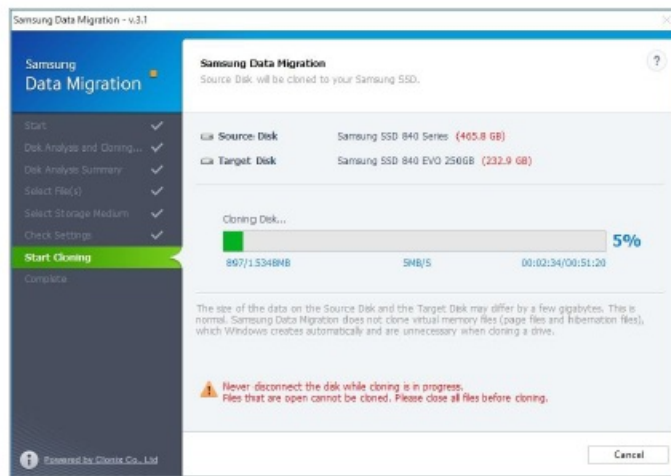 Samsung Data Migration - v.3.1
Samsung
Data Migration
Samsung Data Migration
Source Disk will be cloned to your Samsung SSD.
?
Start
Disk Analysis and Cloning...
Disk Analysis Summary
Select File(s)
Select Storage Medium
Check Settings
Start Cloning
Complete
Source Disk Samsung SSD 840 Series (465.8 GB)
Target Disk Samsung SSD 840 EVO 250GB (232.9 GB)
Cloning Disk...
5%
897/15348MB 5MB/S 00:02:34/00:51:20
The size of the data on the Source Disk and the Target Disk may differ by a few gigabytes. This is
normal. Samsung Data Migration does not clone virtual memory files (page files and hibernation files),
which Windows creates automatically and are unnecessary when cloning a drive.
Never disconnect the disk while cloning is in progress.
Files that are open cannot be cloned. Please close all files before cloning.
Powered by Clonix Co., Ltd
Cancel